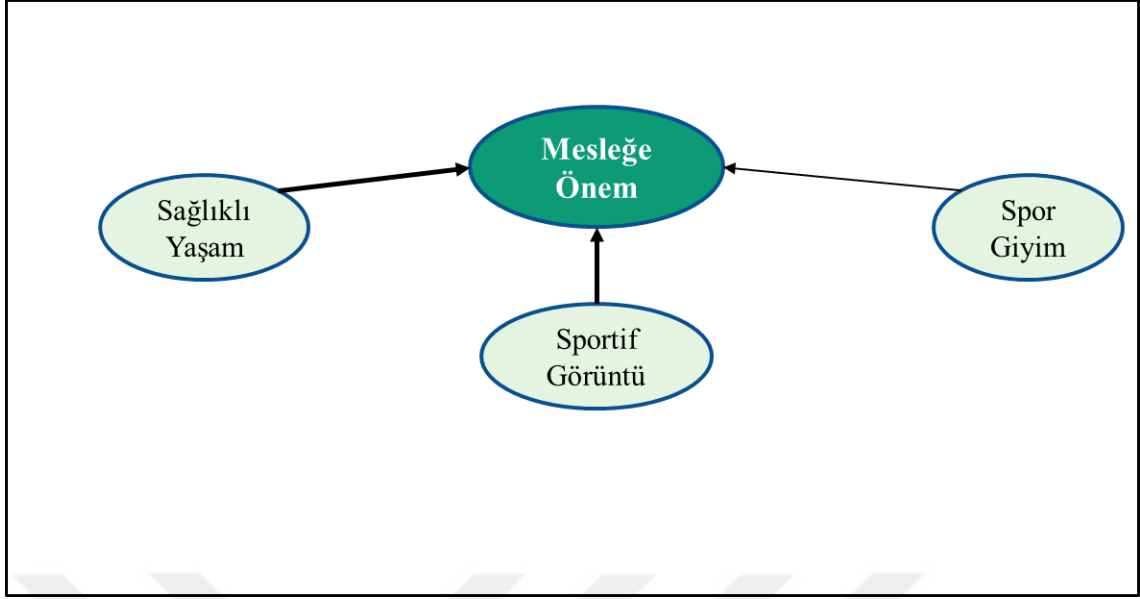 Mesleğe
Önem
Sağlıklı
Yaşam
Spor
Giyim
Sportif
Görüntü